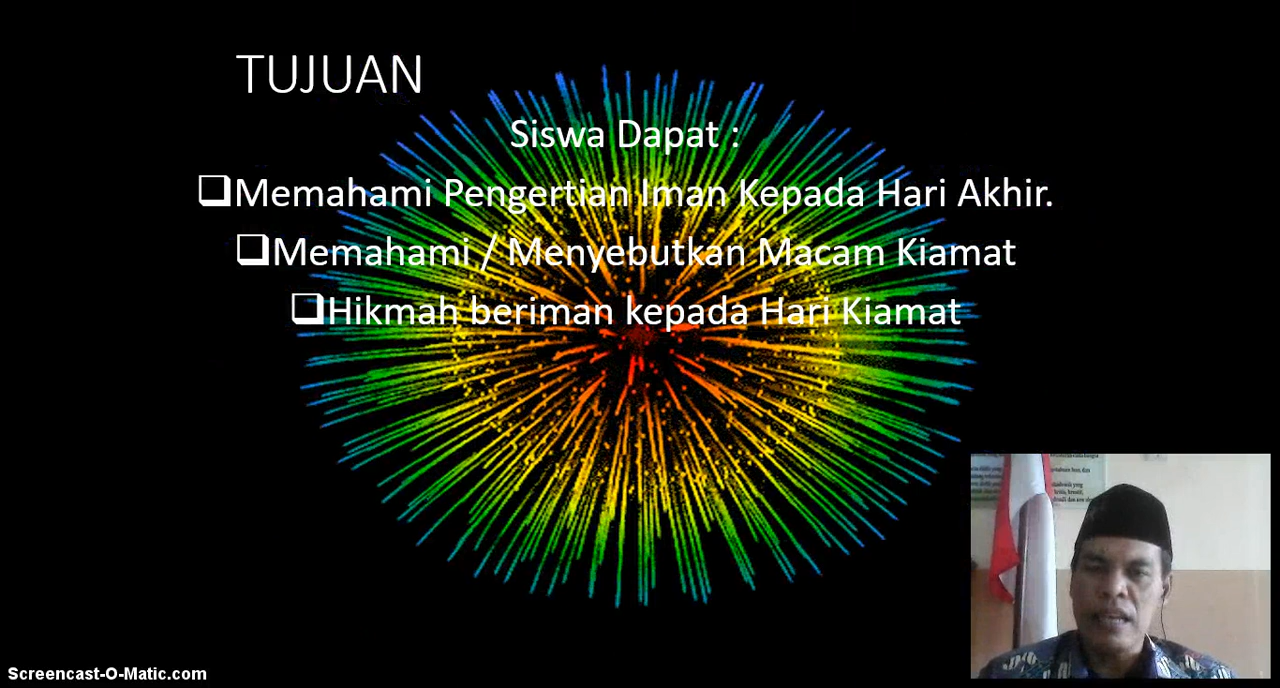 TUJUAN
Siswa Dapat :
❑Memahami Pengertian Iman Kepada Hari Akhir.
❑Memahami / Menyebutkan Macam Kiamat
❑Hikmah beriman kepada Hari Kiamat
Screencast-O-Matic.com